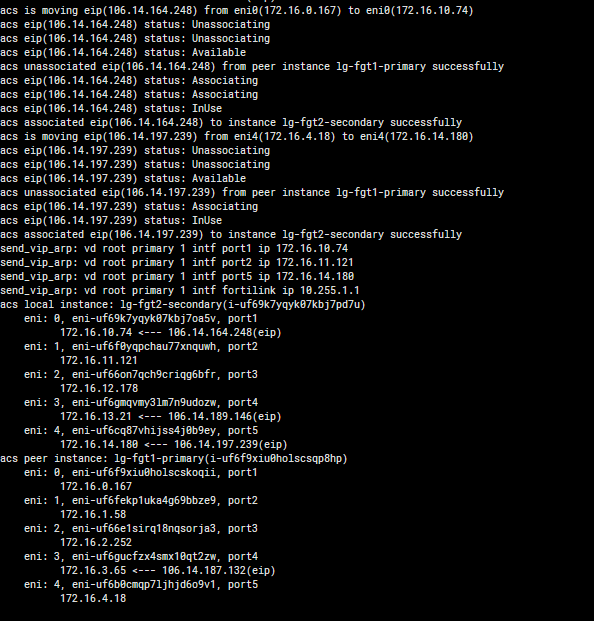 acs is moving eip(106.14.164.248) from eni0(172.16.0.167) to eni0(172.16.10.74)
acs eip(106.14.164.248) status: Unassociating
acs eip(106.14.164.248) status: Unassociating
acs eip(106.14.164.248) status: Available
acs unassociated eip(106.14.164.248) from peer instance lg-fgt1-primary successfully
acs eip(106.14.164.248) status: Associating
acs eip(106.14.164.248) status: Associating
acs eip(106.14.164.248) status: InUse
acs associated eip(106.14.164.248) to instance lg-fgt2-secondary successfully
acs is moving eip(106.14.197.239) from eni4(172.16.4.18) to eni4(172.16.14.180)
acs eip(106.14.197.239) status: Unassociating
acs eip(106.14.197.239) status: Unassociating
acs eip(106.14.197.239) status: Available
acs unassociated eip(106.14.197.239) from peer instance lg-fgt1-primary successfully
acs eip(106.14.197.239) status: Associating
acs eip(106.14.197.239) status: InUse
acs associated eip(106.14.197.239) to instance lg-fgt2-secondary successfully
send_vip_arp: vd root primary 1 intf port1 ip 172.16.10.74
send_vip_arp: vd root primary 1 intf port2 ip 172.16.11.121
send_vip_arp: vd root primary 1 intf port5 ip 172.16.14.180
send_vip_arp: vd root primary 1 intf fortilink ip 10.255.1.1
acs local instance: lg-fgt2-secondary(i-uf69k7yqyk07kbj7pd7u)
eni: 0, eni-uf69k7yqyk07kbj7oa5v, port1
172.16.10.74 <--- 106.14.164.248(eip)
eni: 1, eni-uf6f0yqpchau77xnquwh, port2
172.16.11.121
eni: 2, eni-uf66on7qch9criqg6bfr, port3
172.16.12.178
eni: 3, eni-uf6gmqvmy3lm7n9udozw, port4
172.16.13.21 <--- 106.14.189.146(eip)
eni: 4, eni-uf6cq87vhijss4j0b9ey, port5
172.16.14.180 <--- 106.14.197.239(eip)
acs peer instance: lg-fgt1-primary(i-uf6f9xiu0holscsqp8hp)
eni: 0, eni-uf6f9xiu0holscskoqii, port1
172.16.0.167
eni: 1, eni-uf6fekp1uka4g69bbze9, port2
172.16.1.58
eni: 2, eni-uf66e1sirq18nqsorja3, port3
172.16.2.252
eni: 3, eni-uf6gucfzx4smx10qt2zw, port4
172.16.3.65 <--- 106.14.187.132(eip)
eni: 4, eni-uf6b0cmqp7ljhjd6o9v1, port5
172.16.4.18